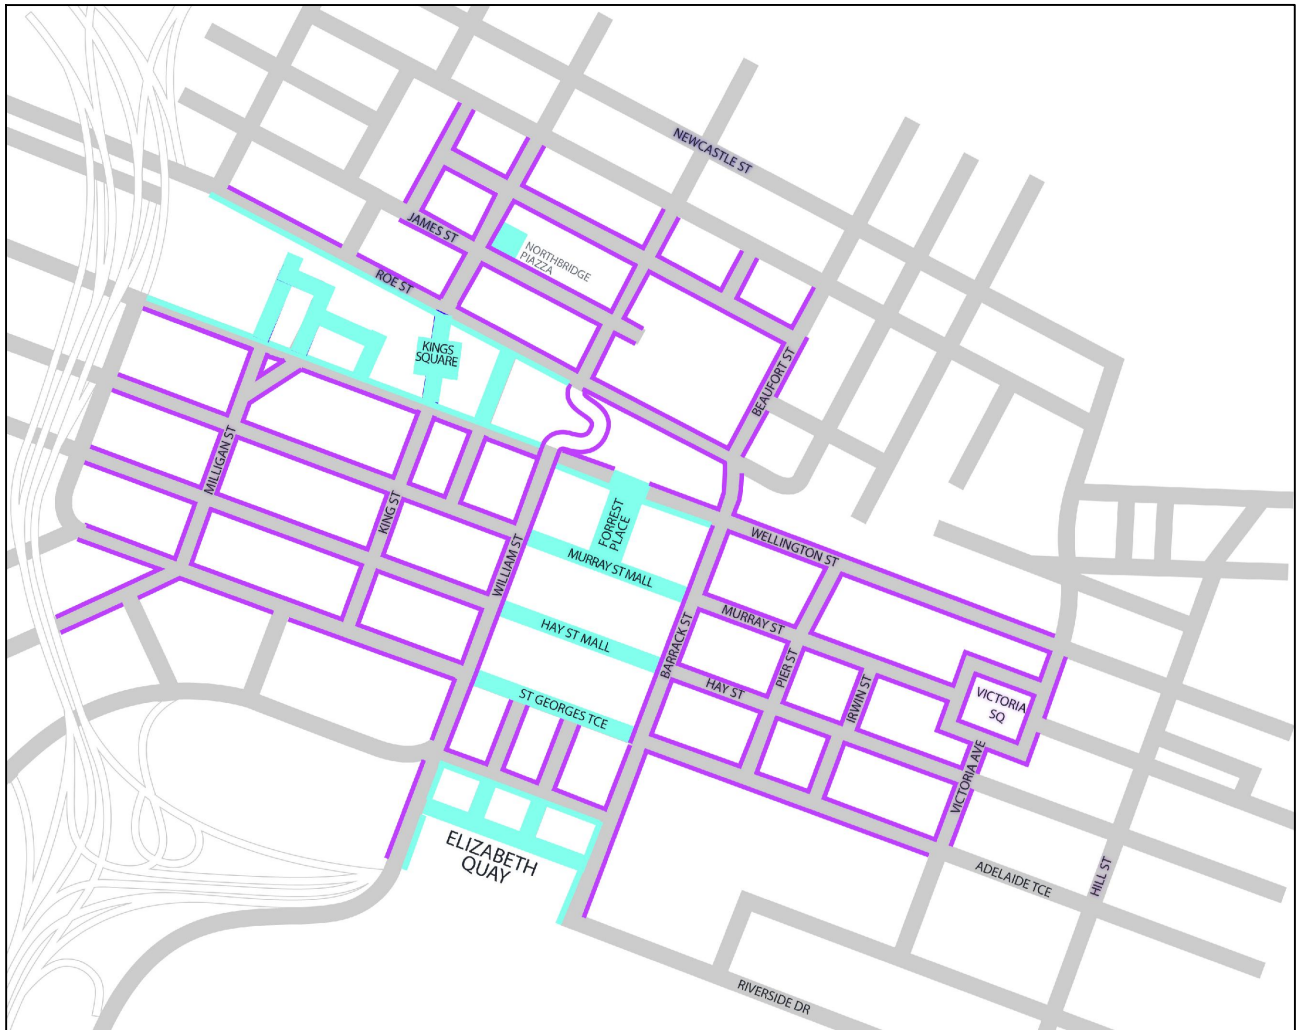 NEWCASTLE ST
JAMES ST
NORTHBRIDGE
PIAZZA
ROE ST
KINGS
SQUARE
BEAUFORT ST
MILLIGAN ST
KING ST
FORREST
PLACE
WELLINGTON ST
WILLIAM ST
MURRAY ST MALL
MURRAY ST
HAY ST MALL
BARRACK ST
PIER ST
HAY ST
IRWIN ST
VICTORIA
SQ
ST GEORGES TCE
VICTORIA AVE
ELIZABETH
QUAY
ADELAIDE TCE
HILL ST
RIVERSIDE DR